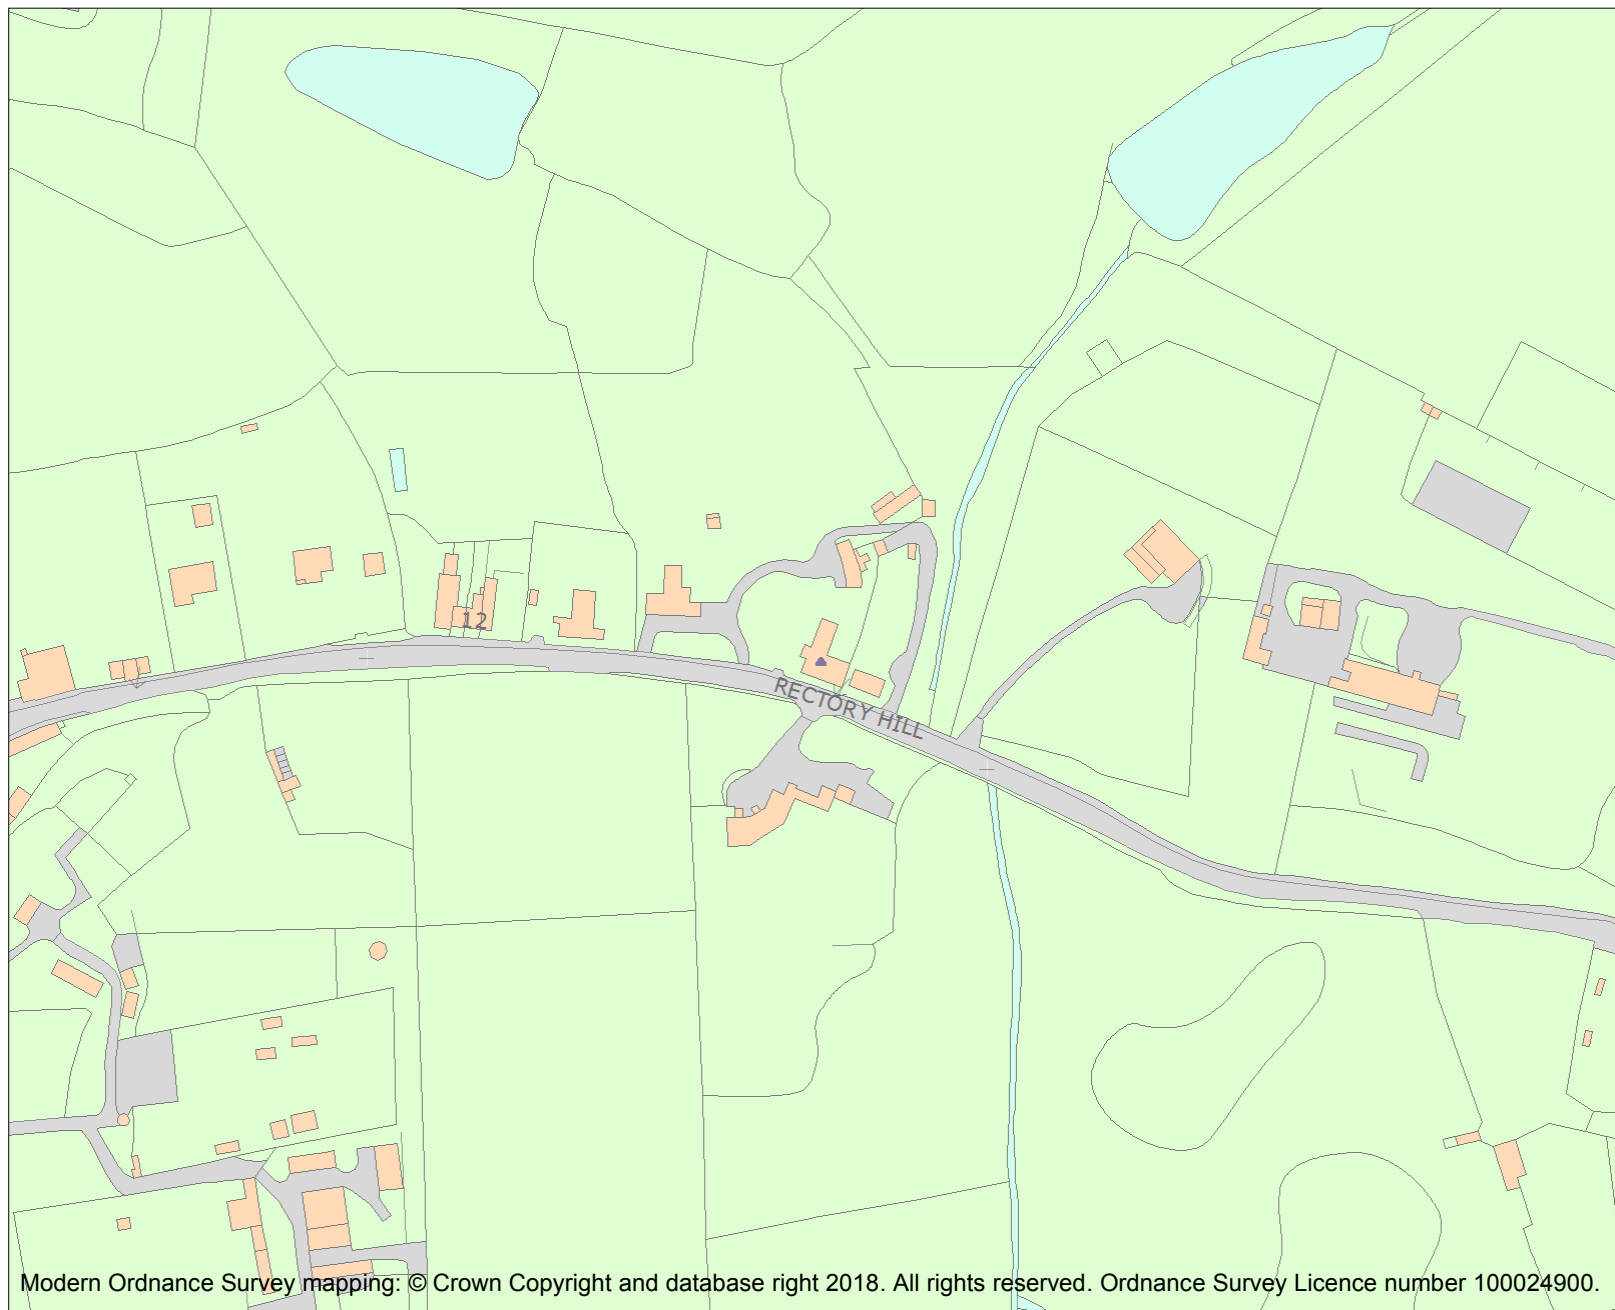 12
RECTORY HILL
Modern Ordnance Survey mapping: © Crown Copyright and database right 2018. All rights reserved. Ordnance Survey Licence number 100024900.